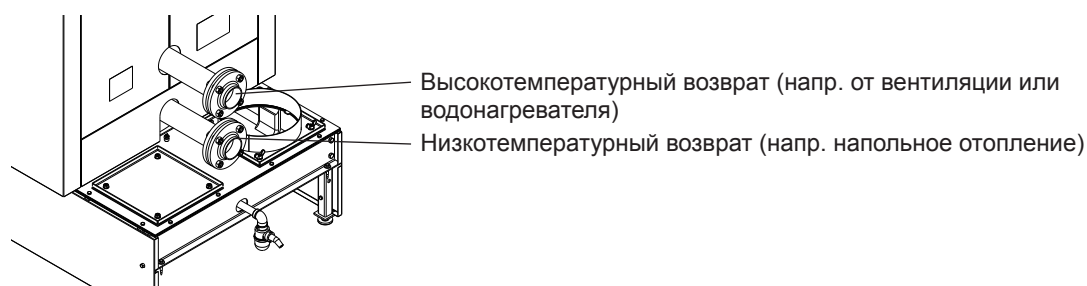 Высокотемпературный возврат (напр. от вентиляции или
водонагревателя)
Низкотемпературный возврат (напр. напольное отопление)